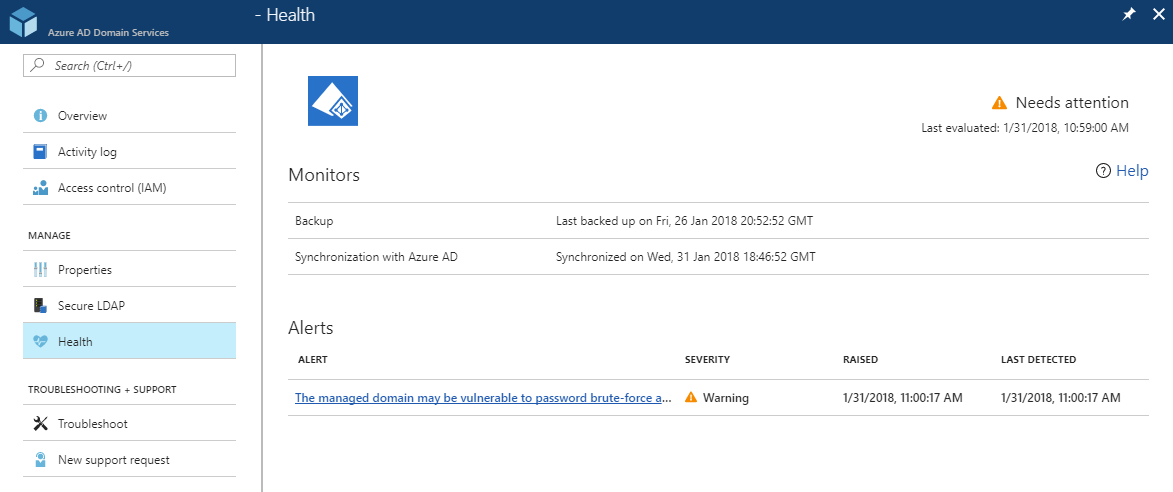 - Health
Azure AD Domain Services
Search (Ctrl+/)
Overview
Activity log
Access control (IAM)
MANAGE
Properties
Secure LDAP
Health
TROUBLESHOOTING + SUPPORT
Troubleshoot
New support request
Needs attention
Last evaluated: 1/31/2018, 10:59:00 AM
Monitors
Help
Backup Last backed up on Fri, 26 Jan 2018 20:52:52 GMT
Synchronization with Azure AD Synchronized on Wed, 31 Jan 2018 18:46:52 GMT
Alerts
ALERT SEVERITY RAISED LAST DETECTED
The managed domain may be vulnerable to password brute-force a... Warning 1/31/2018, 11:00:17 AM 1/31/2018, 11:00:17 AM